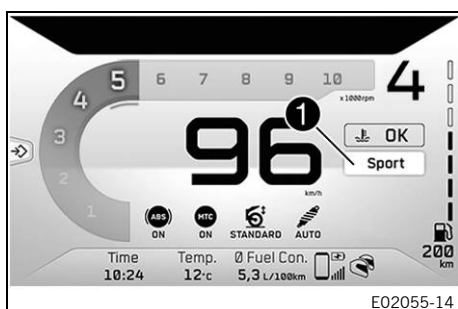 5 6 7 8 9 10
4
x1000rpm
4
3
1
OK
96
Sport
2
km/h
1
ABS
MTC
ON
ON
STANDARD
AUTO
Time
Temp.
Ø Fuel Con.
200
10:24
12°C
5,3 L/100km
km
E02055-14